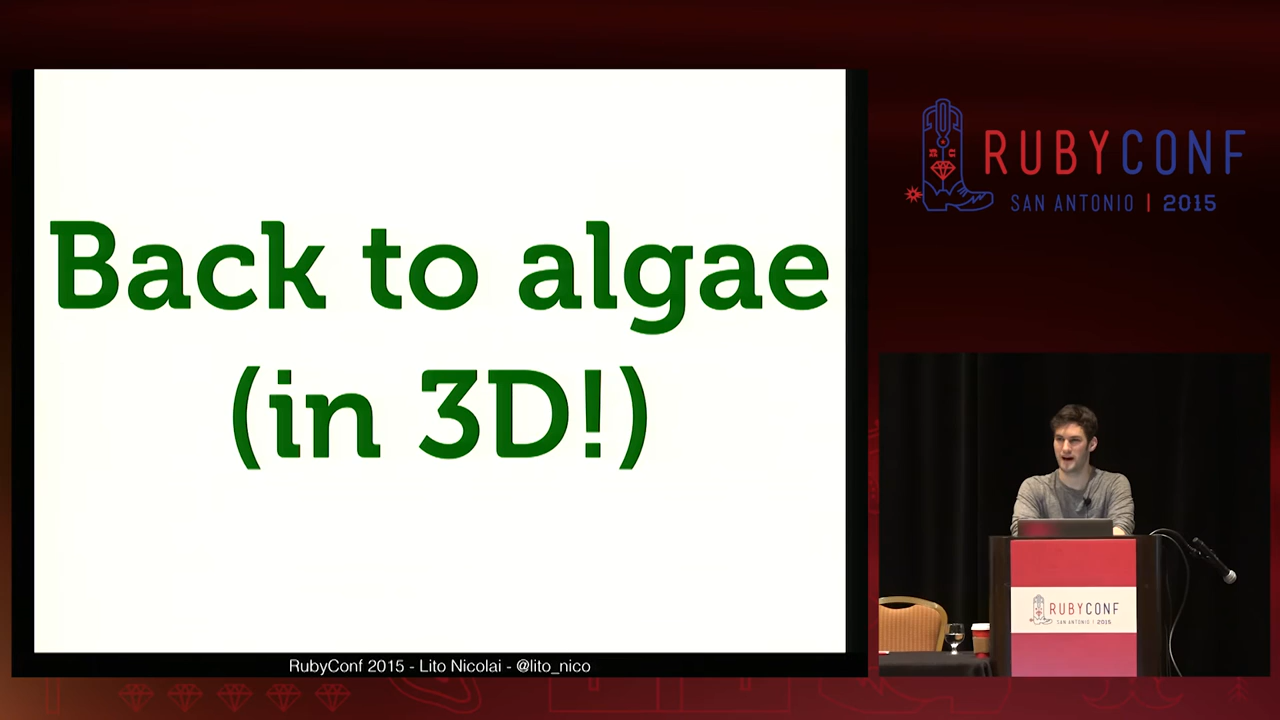 Back to algae
(in 3D!)
RubyConf 2015 - Lito Nicolai - @lito_nico
RUBYCONF
SAN ANTONIO | 2015
RUBYCONF
SAN ANTONIO | 2015